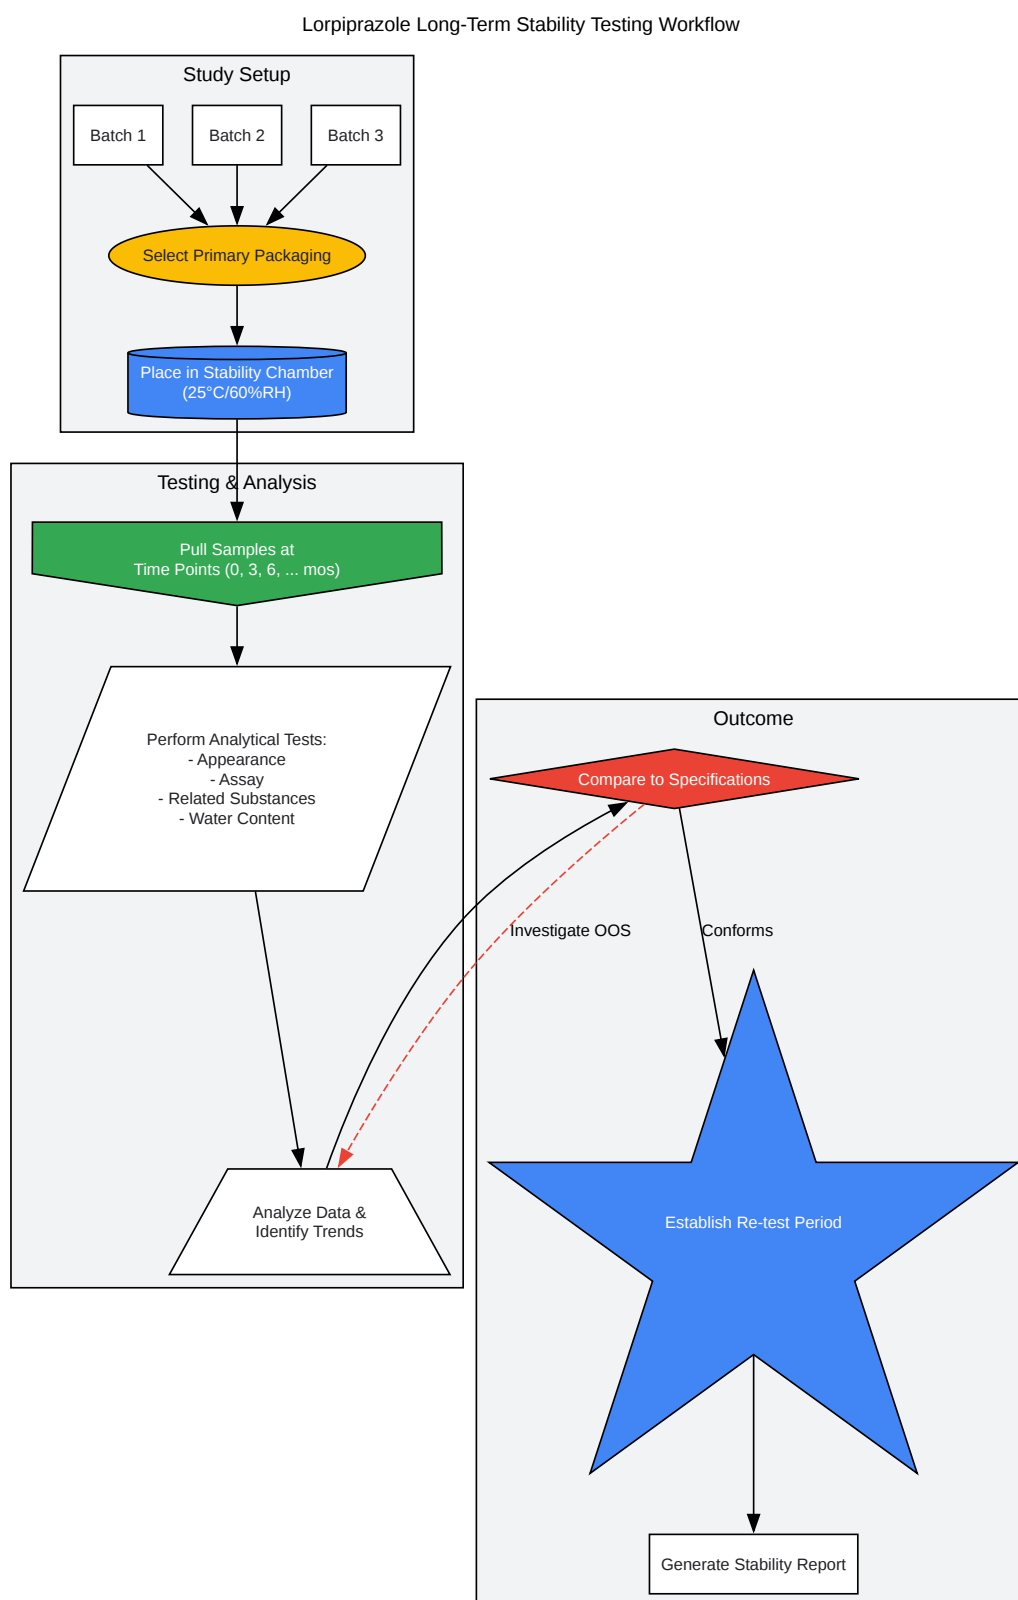 Lorpiprazole Long-Term Stability Testing Workflow
Study Setup
Batch 1
Batch 2
Batch 3
Select Primary Packaging
Place in Stability Chamber
(25°C/60%RH)
Testing & Analysis
Pull Samples at
Time Points (0, 3, 6, ... mos)
Perform Analytical Tests:
- Appearance
- Assay
- Related Substances
- Water Content
Outcome
Compare to Specifications
Investigate OOS
Conforms
Analyze Data &
Identify Trends
Establish Re-test Period
Generate Stability Report